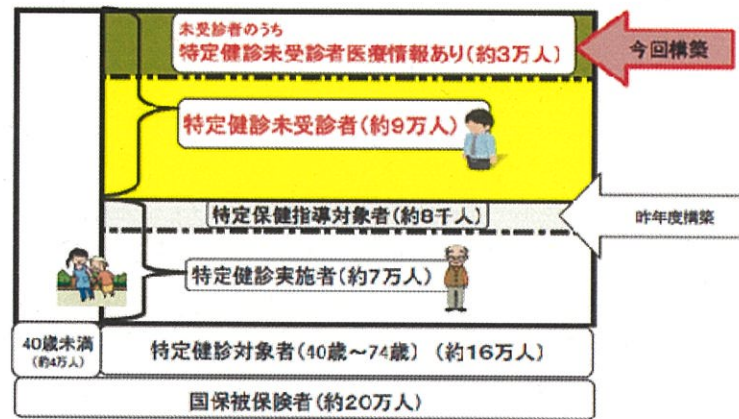 未受診者のうち
特定健診未受診者医療情報あり(約3万人)
今回構築
特定健診未受診者(約9万人)
特定保健指導対象者(約8千人)
昨年度構築
特定健診実施者(約7万人)
40歳未満
(約4万人)
特定健診対象者(40歳~74歳) (約16万人)
国保被保険者(約20万人)